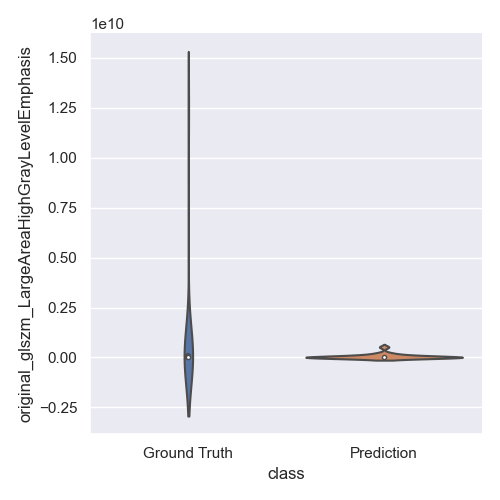 1e10
1.50
1.25
1.00
0.75
0.50
0.25
0.00
−0.25
original_glszm_LargeAreaHighGrayLevelEmphasis
Ground Truth
Prediction
class